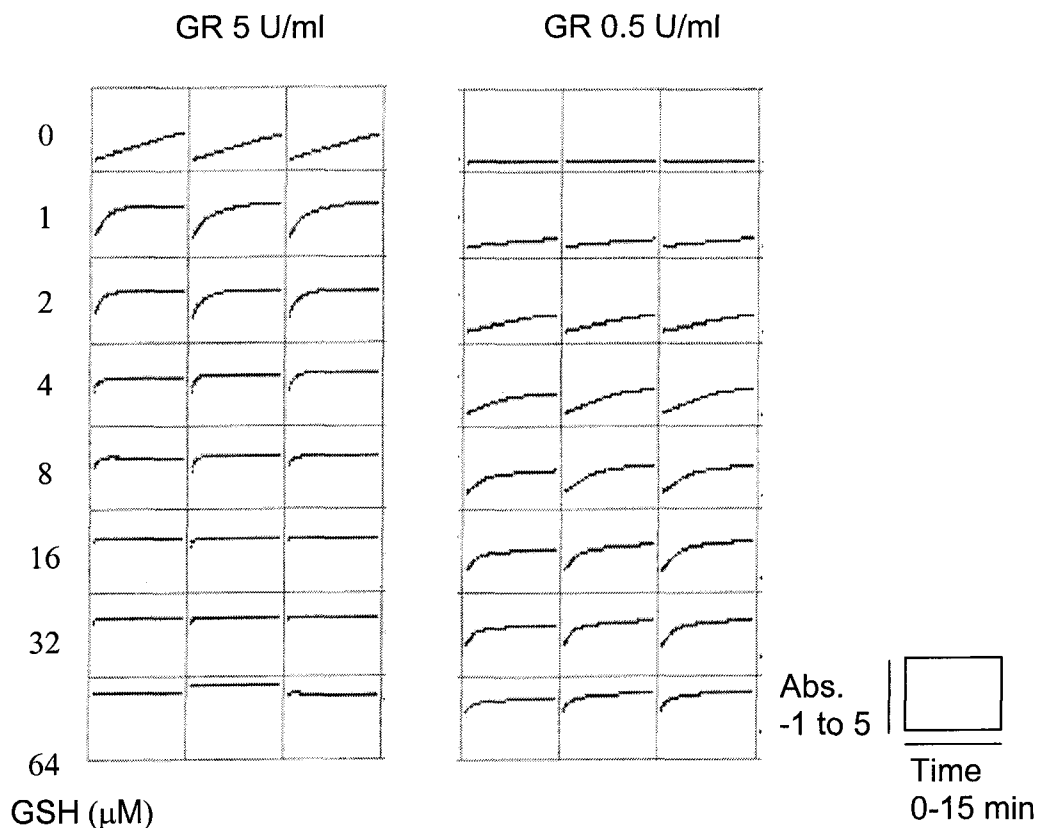 GR 5 U/ml
GR 0.5 U/ml
0
1
2
4
8
16
32
64
GSH (μM)
Abs.
-1 to 5
Time
0-15 min